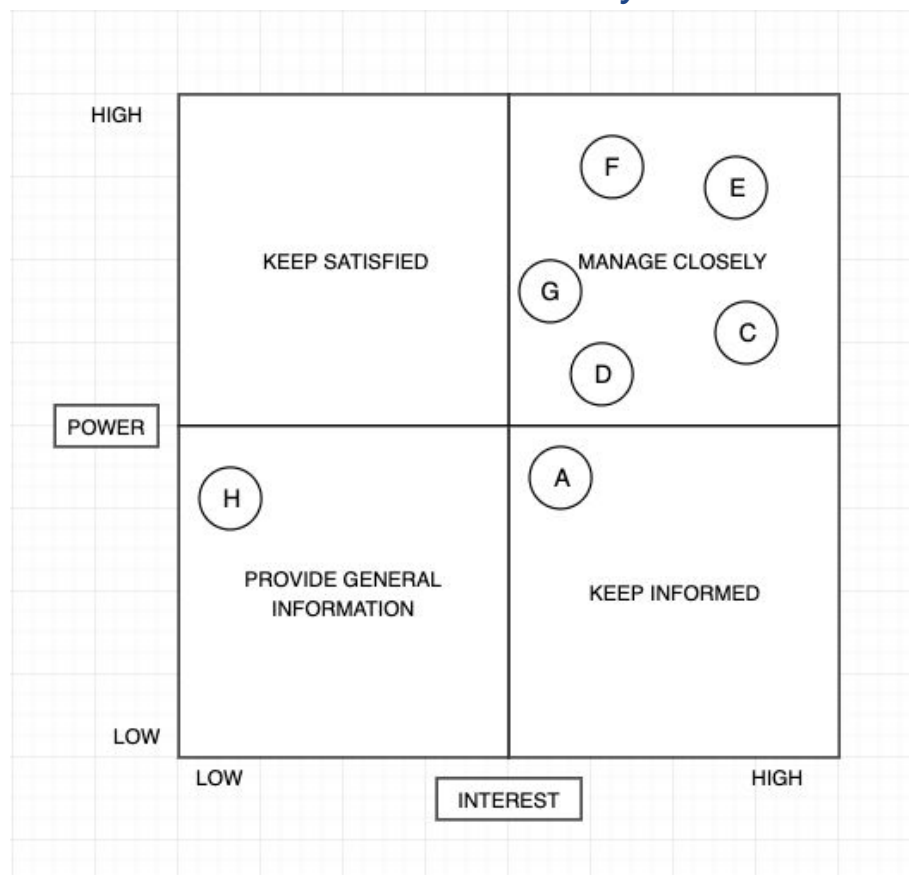 HIGH
F
E
KEEP SATISFIED
MANAGE CLOSELY
G
C
D
POWER
H
A
PROVIDE GENERAL
INFORMATION
KEEP INFORMED
LOW
LOW
HIGH
INTEREST